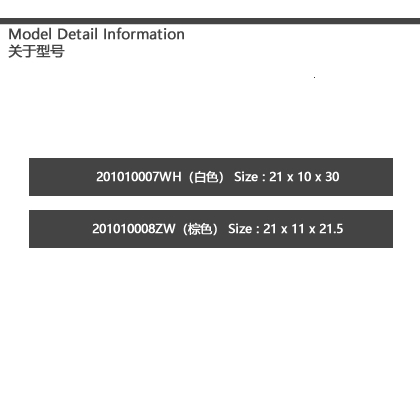 Model Detail Information
关于型号
201010007WH（白色） Size : 21 x 10 x 30
201010008ZW（棕色） Size : 21 x 11 x 21.5